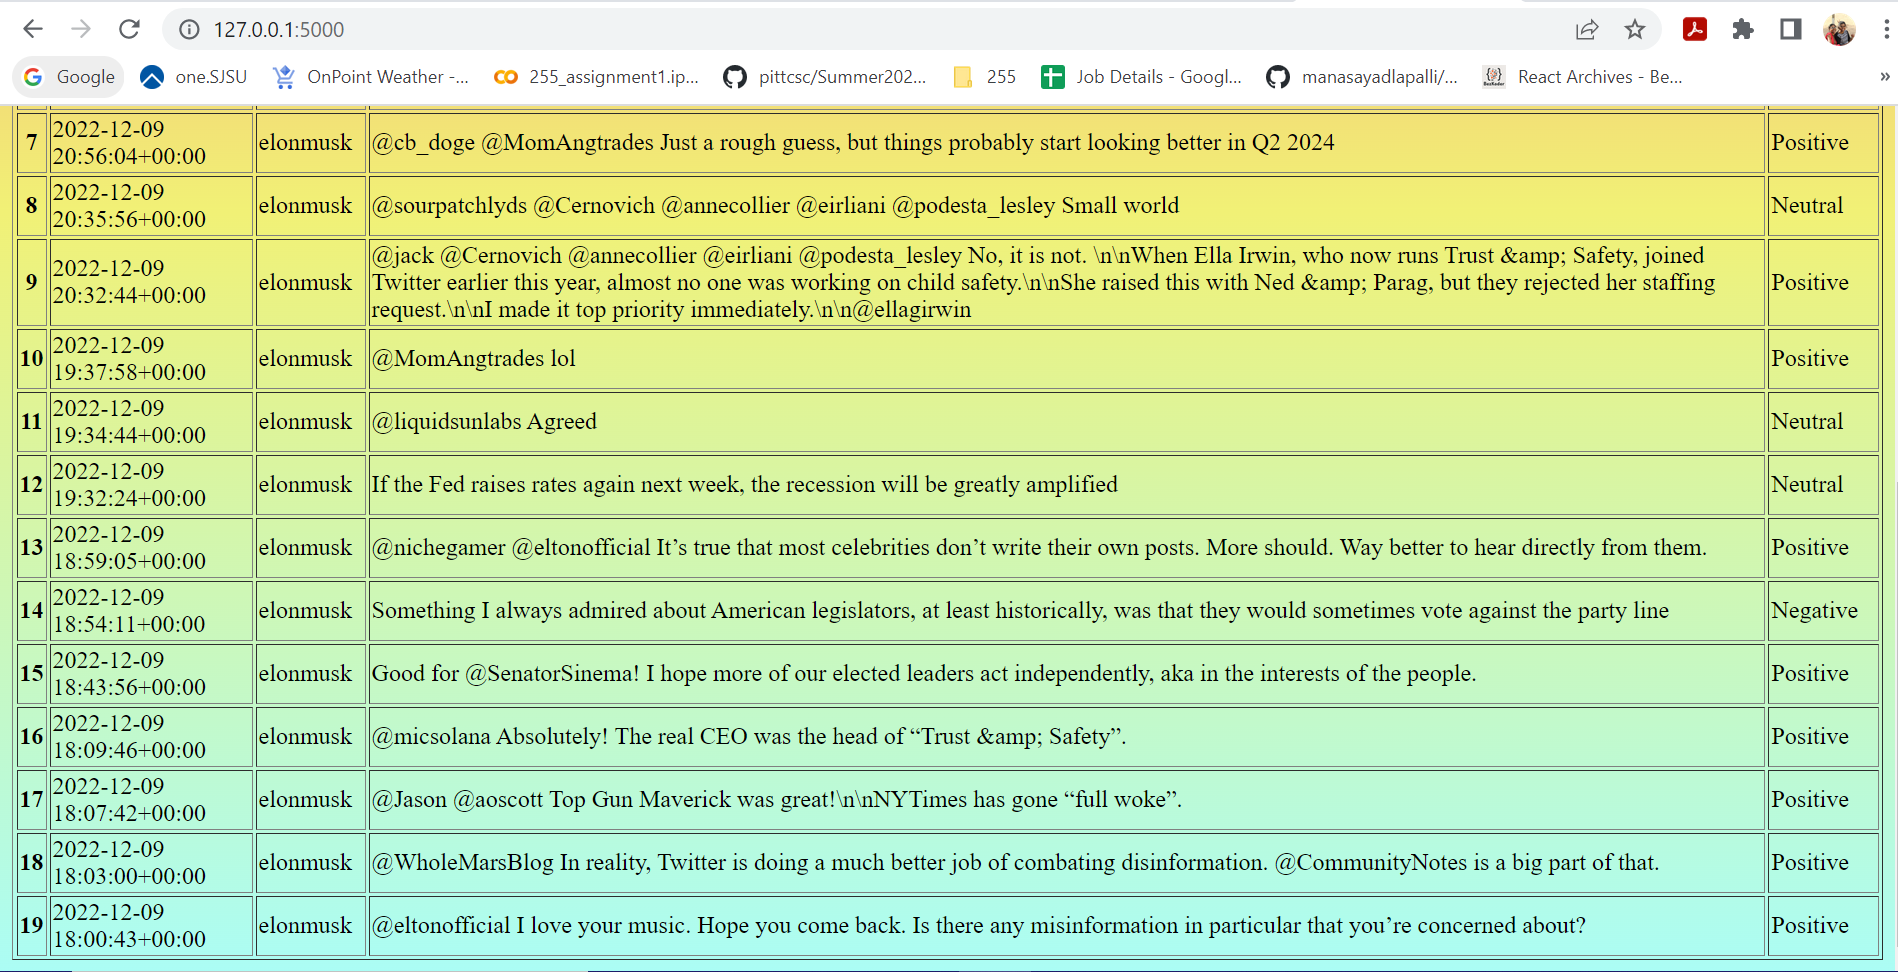 127.0.0.1:5000
Google one.SJSU OnPoint Weather -... 255_assignment1.ip... pittcsc/Summer202... 255 Job Details - Googl... manasayadlapalli/... React Archives - Be... »
7 2022-12-09 20:56:04+00:00 elonmusk @cb_doge @MomAngtrades Just a rough guess, but things probably start looking better in Q2 2024 Positive
8 2022-12-09 20:35:56+00:00 elonmusk @sourpatchlyds @Cernovich @annecollier @eirliani @podesta_lesley Small world Neutral
9 2022-12-09 20:32:44+00:00 elonmusk @jack @Cernovich @annecollier @eirliani @podesta_lesley No, it is not. \n\nWhen Ella Irwin, who now runs Trust &amp; Safety, joined
Twitter earlier this year, almost no one was working on child safety.\n\nShe raised this with Ned &amp; Parag, but they rejected her staffing
request.\n\nI made it top priority immediately.\n\n@ellagirwin Positive
10 2022-12-09 19:37:58+00:00 elonmusk @MomAngtrades lol Positive
11 2022-12-09 19:34:44+00:00 elonmusk @liquidsunlabs Agreed Neutral
12 2022-12-09 19:32:24+00:00 elonmusk If the Fed raises rates again next week, the recession will be greatly amplified Neutral
13 2022-12-09 18:59:05+00:00 elonmusk @nichegamer @eltonofficial It’s true that most celebrities don’t write their own posts. More should. Way better to hear directly from them. Positive
14 2022-12-09 18:54:11+00:00 elonmusk Something I always admired about American legislators, at least historically, was that they would sometimes vote against the party line Negative
15 2022-12-09 18:43:56+00:00 elonmusk Good for @SenatorSinema! I hope more of our elected leaders act independently, aka in the interests of the people. Positive
16 2022-12-09 18:09:46+00:00 elonmusk @micsolana Absolutely! The real CEO was the head of “Trust &amp; Safety”. Positive
17 2022-12-09 18:07:42+00:00 elonmusk @Jason @aoscott Top Gun Maverick was great!\n\nNYTimes has gone “full woke”. Positive
18 2022-12-09 18:03:00+00:00 elonmusk @WholeMarsBlog In reality, Twitter is doing a much better job of combating disinformation. @CommunityNotes is a big part of that. Positive
19 2022-12-09 18:00:43+00:00 elonmusk @eltonofficial I love your music. Hope you come back. Is there any misinformation in particular that you’re concerned about? Positive